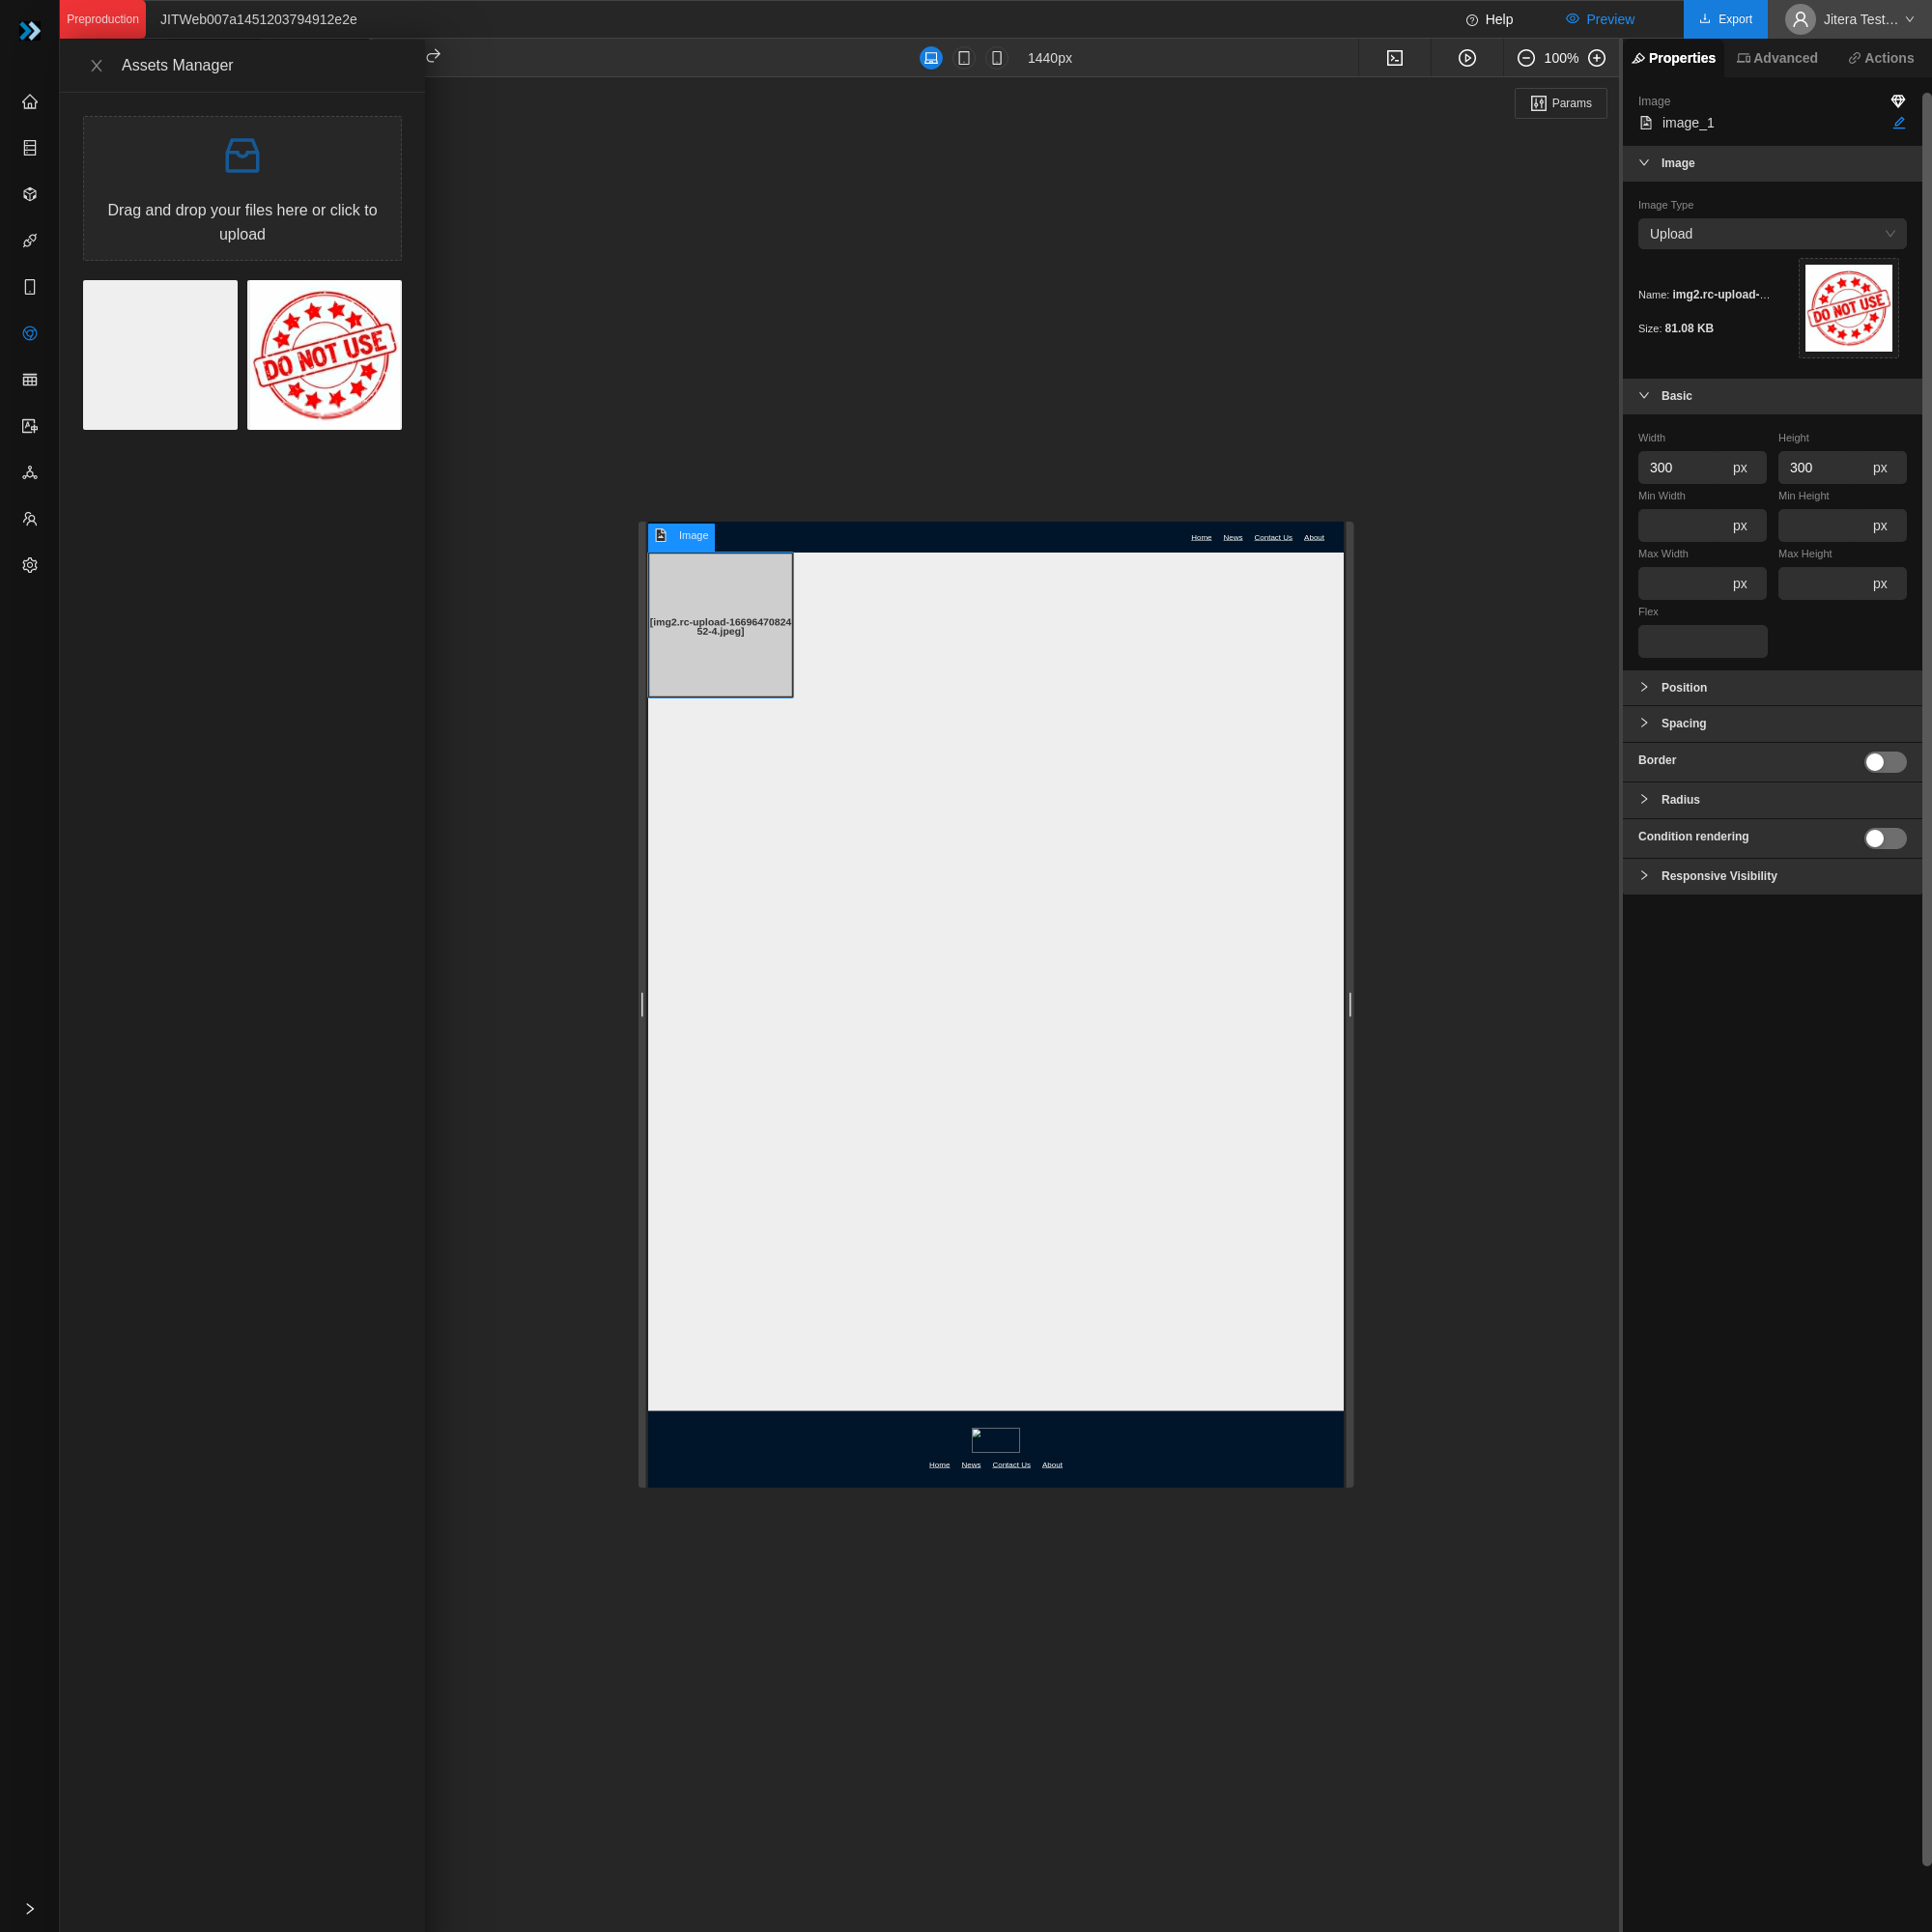 Preproduction
JITWeb007a1451203794912e2e
Help
Preview
Export
Jitera Test...
Assets Manager
1440px
100%
Properties
Advanced
Actions
Params
Drag and drop your files here or click to
upload
DO NOT USE
Image
image_1
Image
Image Type
Upload
Name: img2.rc-upload-...
Size: 81.08 KB
DO NOT USE
Basic
Width
Height
300 px
300 px
Min Width
Min Height
px
px
Max Width
Max Height
px
px
Flex
Position
Spacing
Border
Radius
Condition rendering
Responsive Visibility
Image
Home
News
Contact Us
About
[img2.rc-upload-16696470824
52-4.jpeg]
Home
News
Contact Us
About